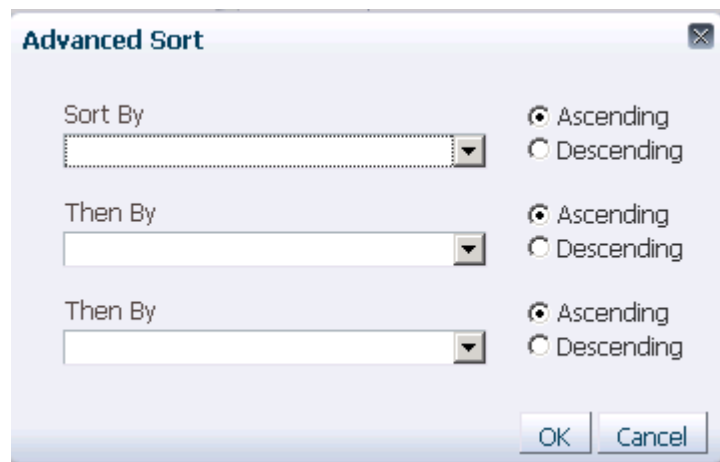 Advanced Sort
Sort By
Ascending
Descending
Then By
Ascending
Descending
Then By
Ascending
Descending
OK Cancel